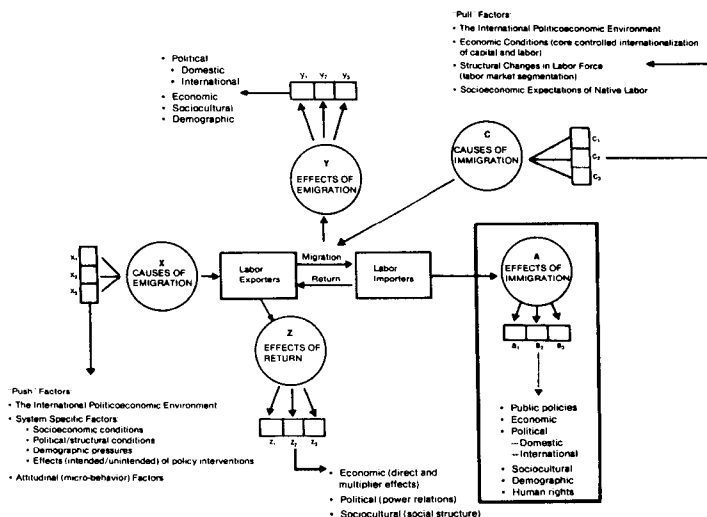 "Pull" Factors
• The International Politicoeconomic Environment
• Economic Conditions (core controlled internationalization
of capital and labor)
• Structural Changes in Labor Force
(labor market segmentation)
• Socioeconomic Expectations of Native Labor
• Political
• Domestic
• International
• Economic
• Sociocultural
• Demographic
Y₁ Y₂ Y₃
Y
EFFECTS OF
EMIGRATION
C
CAUSES OF
IMMIGRATION
C₁
C₂
C₃
X₁
X₂
X₃
X
CAUSES OF
EMIGRATION
Labor
Exporters
Migration
Return
Labor
Importers
A
EFFECTS OF
IMMIGRATION
Z
EFFECTS OF
RETURN
Z₁ Z₂ Z₃
• Economic (direct and
multiplier effects)
• Political (power relations)
• Sociocultural (social structure)
"Push" Factors
• The International Politicoeconomic Environment
• System Specific Factors:
• Socioeconomic conditions
• Political/structural conditions
• Demographic pressures
• Effects (intended/unintended) of policy interventions
• Attitudinal (micro-behavior) Factors
• Public policies
• Economic
• Political
—Domestic
—International
• Sociocultural
• Demographic
• Human rights